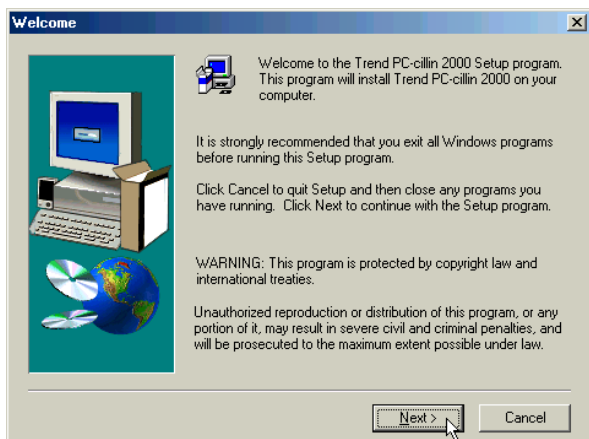 Welcome
Welcome to the Trend PC-cillin 2000 Setup program.
This program will install Trend PC-cillin 2000 on your
computer.
It is strongly recommended that you exit all Windows programs
before running this Setup program.
Click Cancel to quit Setup and then close any programs you
have running. Click Next to continue with the Setup program.
WARNING: This program is protected by copyright law and
international treaties.
Unauthorized reproduction or distribution of this program, or any
portion of it, may result in severe civil and criminal penalties, and
will be prosecuted to the maximum extent possible under law.
Next >
Cancel